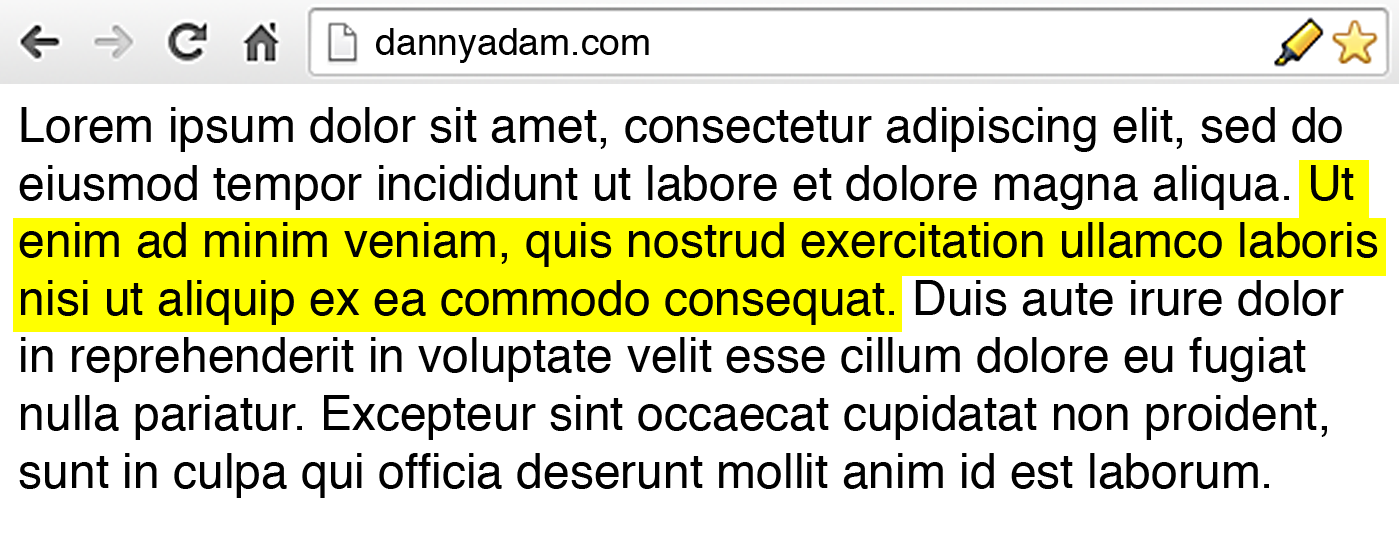 dannyadam.com
Lorem ipsum dolor sit amet, consectetur adipiscing elit, sed do
eiusmod tempor incididunt ut labore et dolore magna aliqua. Ut
enim ad minim veniam, quis nostrud exercitation ullamco laboris
nisi ut aliquip ex ea commodo consequat. Duis aute irure dolor
in reprehenderit in voluptate velit esse cillum dolore eu fugiat
nulla pariatur. Excepteur sint occaecat cupidatat non proident,
sunt in culpa qui officia deserunt mollit anim id est laborum.